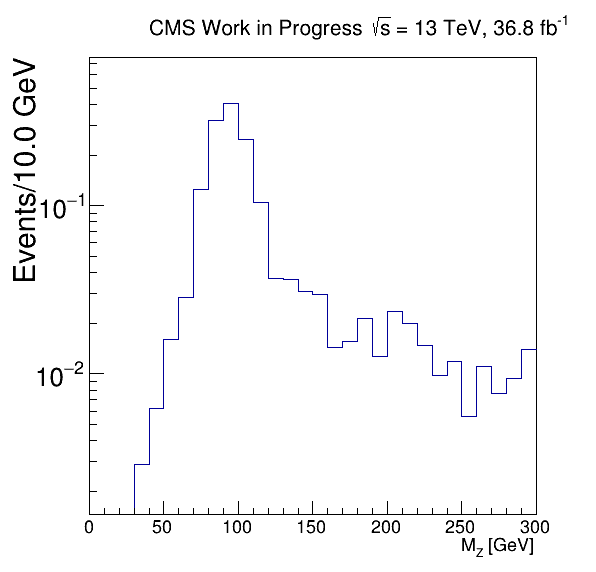 CMS Work in Progress √s = 13 TeV, 36.8 fb⁻¹
Events/10.0 GeV
10⁻¹
10⁻²
0 50 100 150 200 250 300
M_Z [GeV]